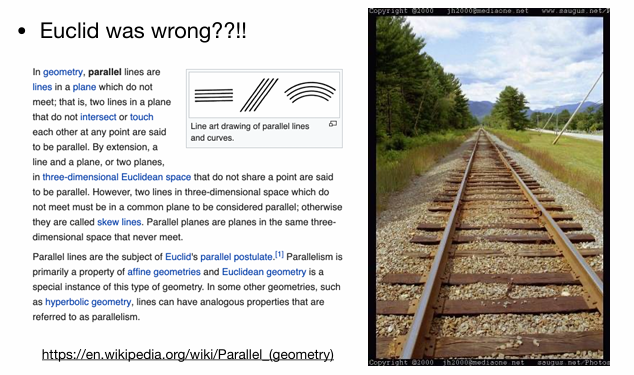 • Euclid was wrong??!!
In geometry, parallel lines are
lines in a plane which do not
meet; that is, two lines in a plane
that do not intersect or touch
each other at any point are said
to be parallel. By extension, a
line and a plane, or two planes,
in three-dimensional Euclidean space that do not share a point are said
to be parallel. However, two lines in three-dimensional space which do
not meet must be in a common plane to be considered parallel; otherwise
they are called skew lines. Parallel planes are planes in the same three-
dimensional space that never meet.
Line art drawing of parallel lines
and curves.
Parallel lines are the subject of Euclid's parallel postulate.[1] Parallelism is
primarily a property of affine geometries and Euclidean geometry is a
special instance of this type of geometry. In some other geometries, such
as hyperbolic geometry, lines can have analogous properties that are
referred to as parallelism.
https://en.wikipedia.org/wiki/Parallel_(geometry)
Copyright ©2000 jh2000@mediaone.net www.saugus.net/
Copyright ©2000 jh2000@mediaone.net www.saugus.net/Photos